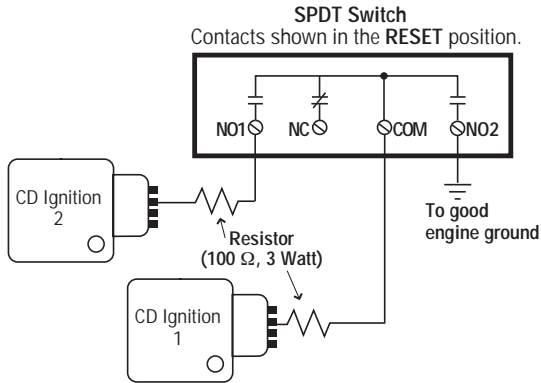 SPDT Switch
Contacts shown in the RESET position.
NO1
NC
COM
NO2
CD Ignition
2
To good
engine ground
Resistor
(100 Ω, 3 Watt)
CD Ignition
1